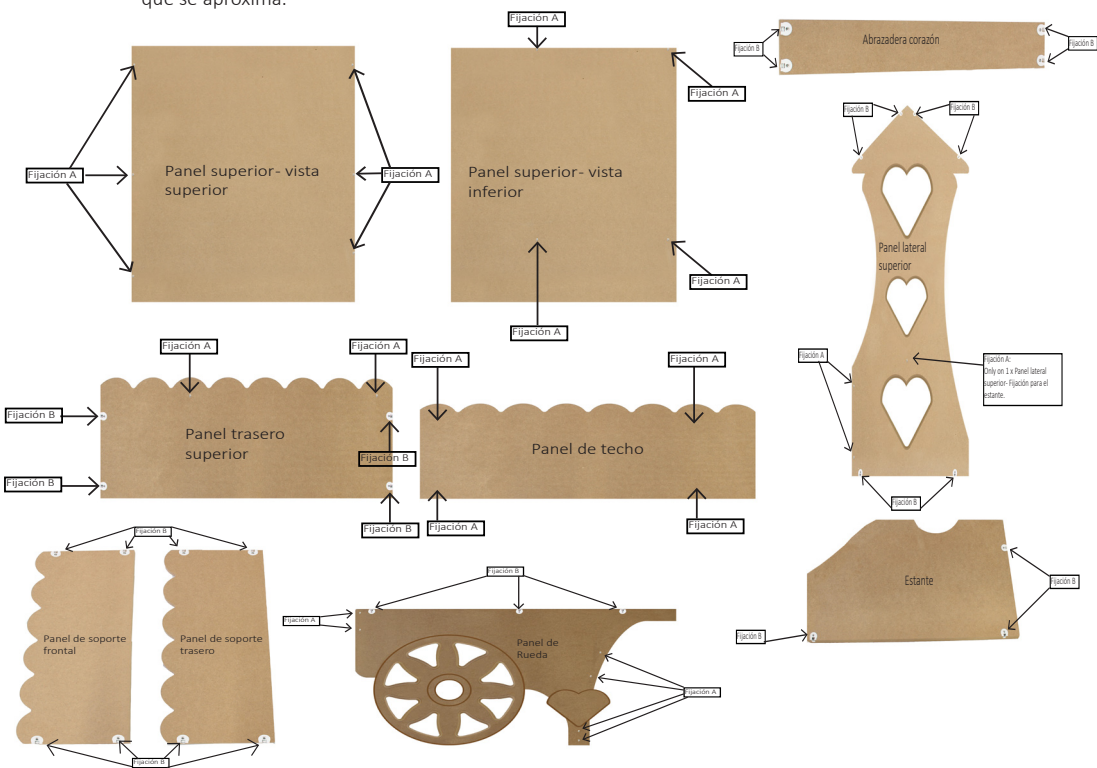 que se aproxima.
Fijación A
Fijación B
Abrazadera corazón
Fijación B
Fijación A
Fijación B
Fijación B
Fijación A
Panel superior- vista
superior
Fijación A
Panel superior- vista
inferior
Panel lateral
superior
Fijación A
Fijación A
Fijación A
Fijación A
Fijación A
Fijación A
Fijación A
Fijación A:
Only on 1 x Panel lateral
superior- Fijación para el
estante.
Fijación B
Panel trasero
superior
Panel de techo
Fijación B
Fijación B
Fijación B
Fijación A
Fijación A
Fijación B
Fijación B
Fijación B
Fijación A
Panel de soporte
frontal
Panel de soporte
trasero
Panel de
Rueda
Estante
Fijación B
Fijación B
Fijación A
Fijación B